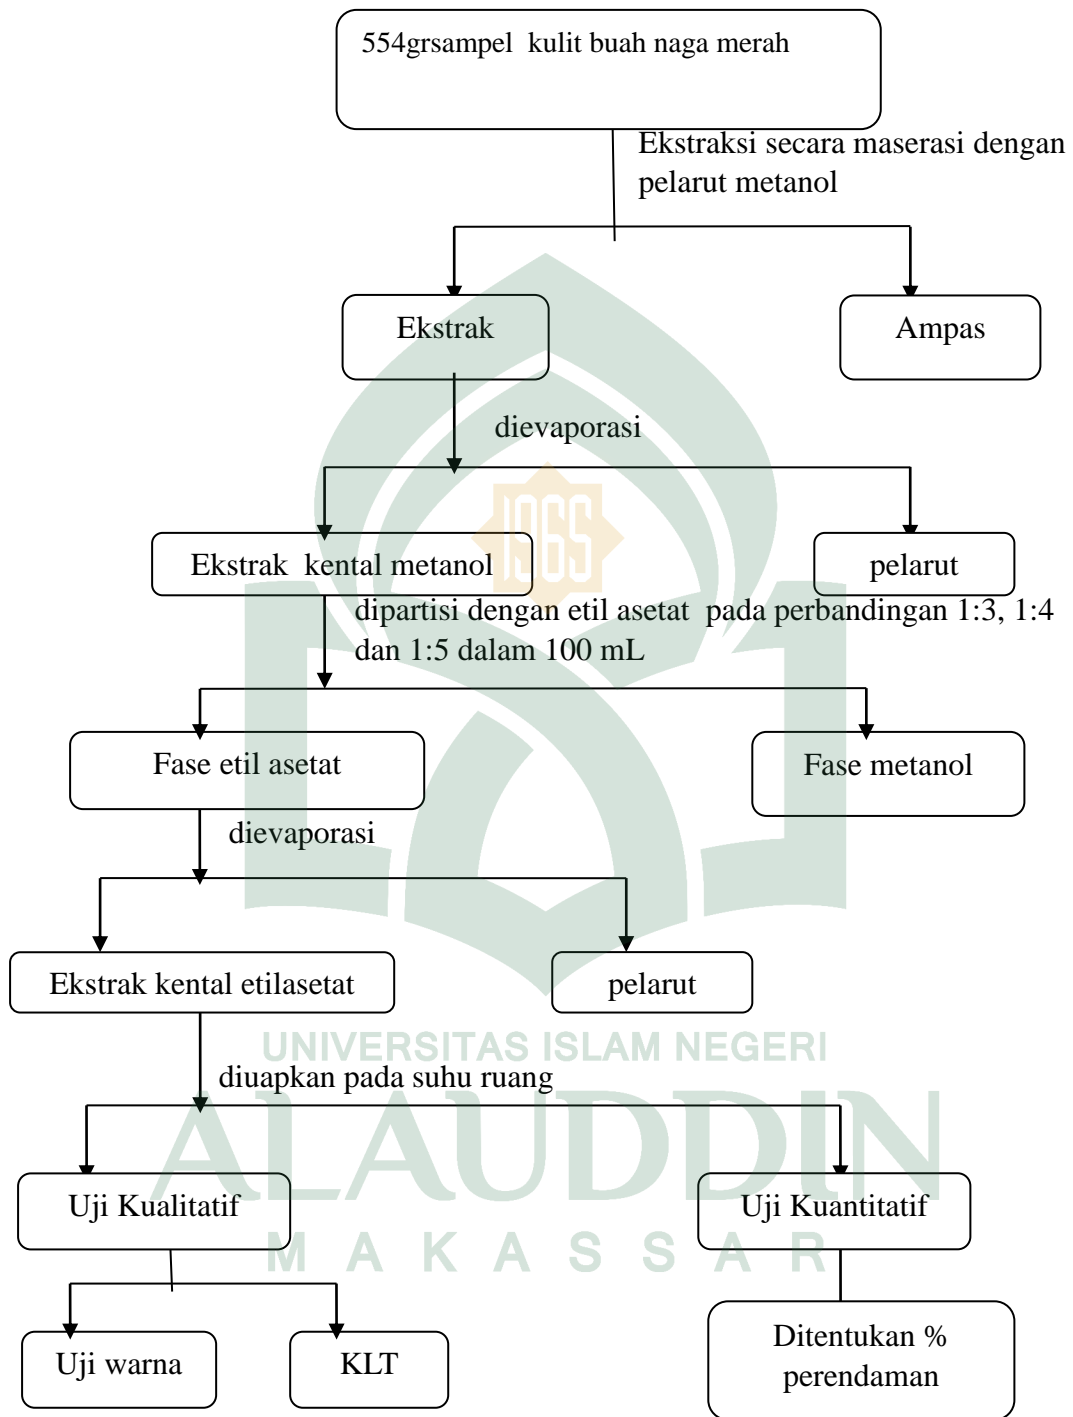 554grsampel kulit buah naga merah
Ekstraksi secara maserasi dengan
pelarut metanol
Ekstrak
Ampas
dievaporasi
1965
Ekstrak kental metanol
pelarut
dipartisi dengan etil asetat pada perbandingan 1:3, 1:4
dan 1:5 dalam 100 mL
Fase etil asetat
Fase metanol
dievaporasi
Ekstrak kental etilasetat
pelarut
UNIVERSITAS ISLAM NEGERI
diuapkan pada suhu ruang
ALAUDDIN
Uji Kualitatif
Uji Kuantitatif
MAKASSAR
Uji warna
KLT
Ditentukan %
perendaman